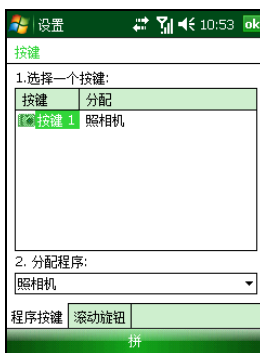 设置 10:53 ok
按键
1.选择一个按键:
按键 分配
按键 1 照相机
2. 分配程序:
照相机
程序按键 滚动旋钮
拼